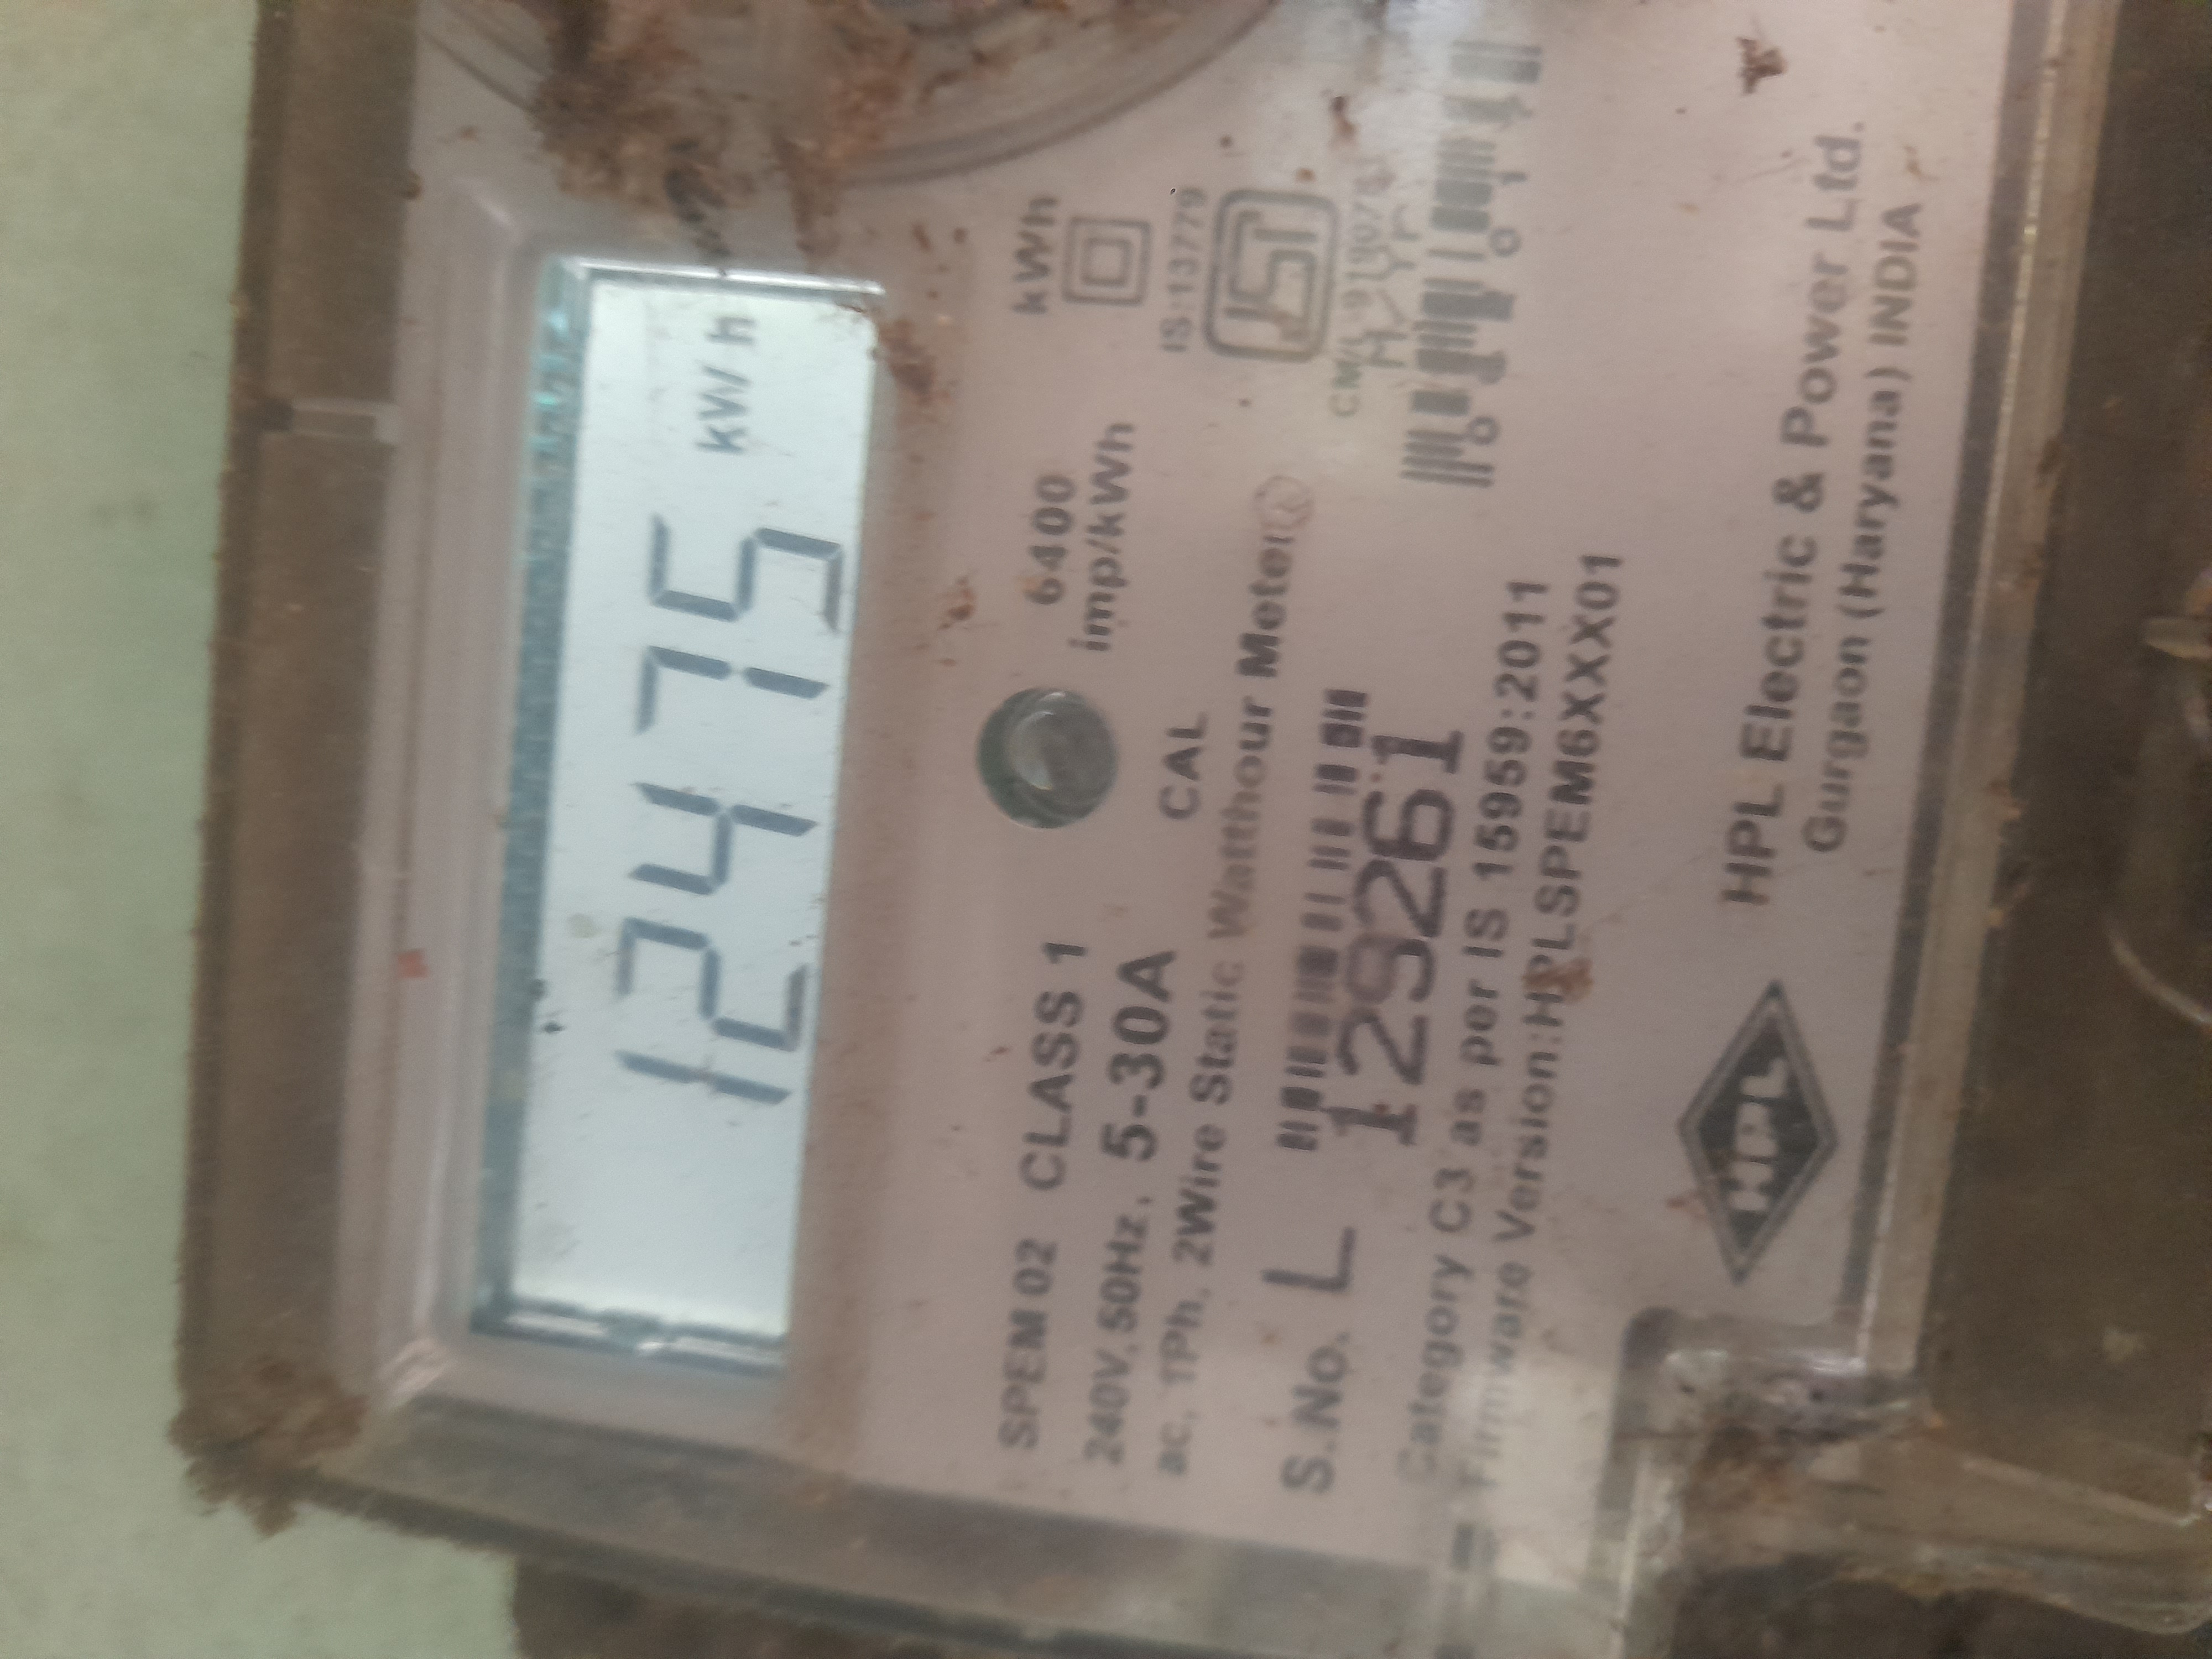 12475 kWh
kWh
SPEM 02 CLASS 1
6400
imp/kWh
240V, 50Hz, 5-30A
CAL
IS:13779
ac, 1Ph, 2Wire Static Watthour Meter
ISI
S.No. L 129261
Category C3 as per IS 15959:2011
Firmware Version:HPLSPEM6XXX01
HPL
HPL Electric & Power Ltd.
Gurgaon (Haryana) INDIA